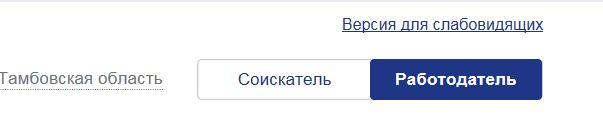 Версия для слабовидящих
Тамбовская область Соискатель Работодатель